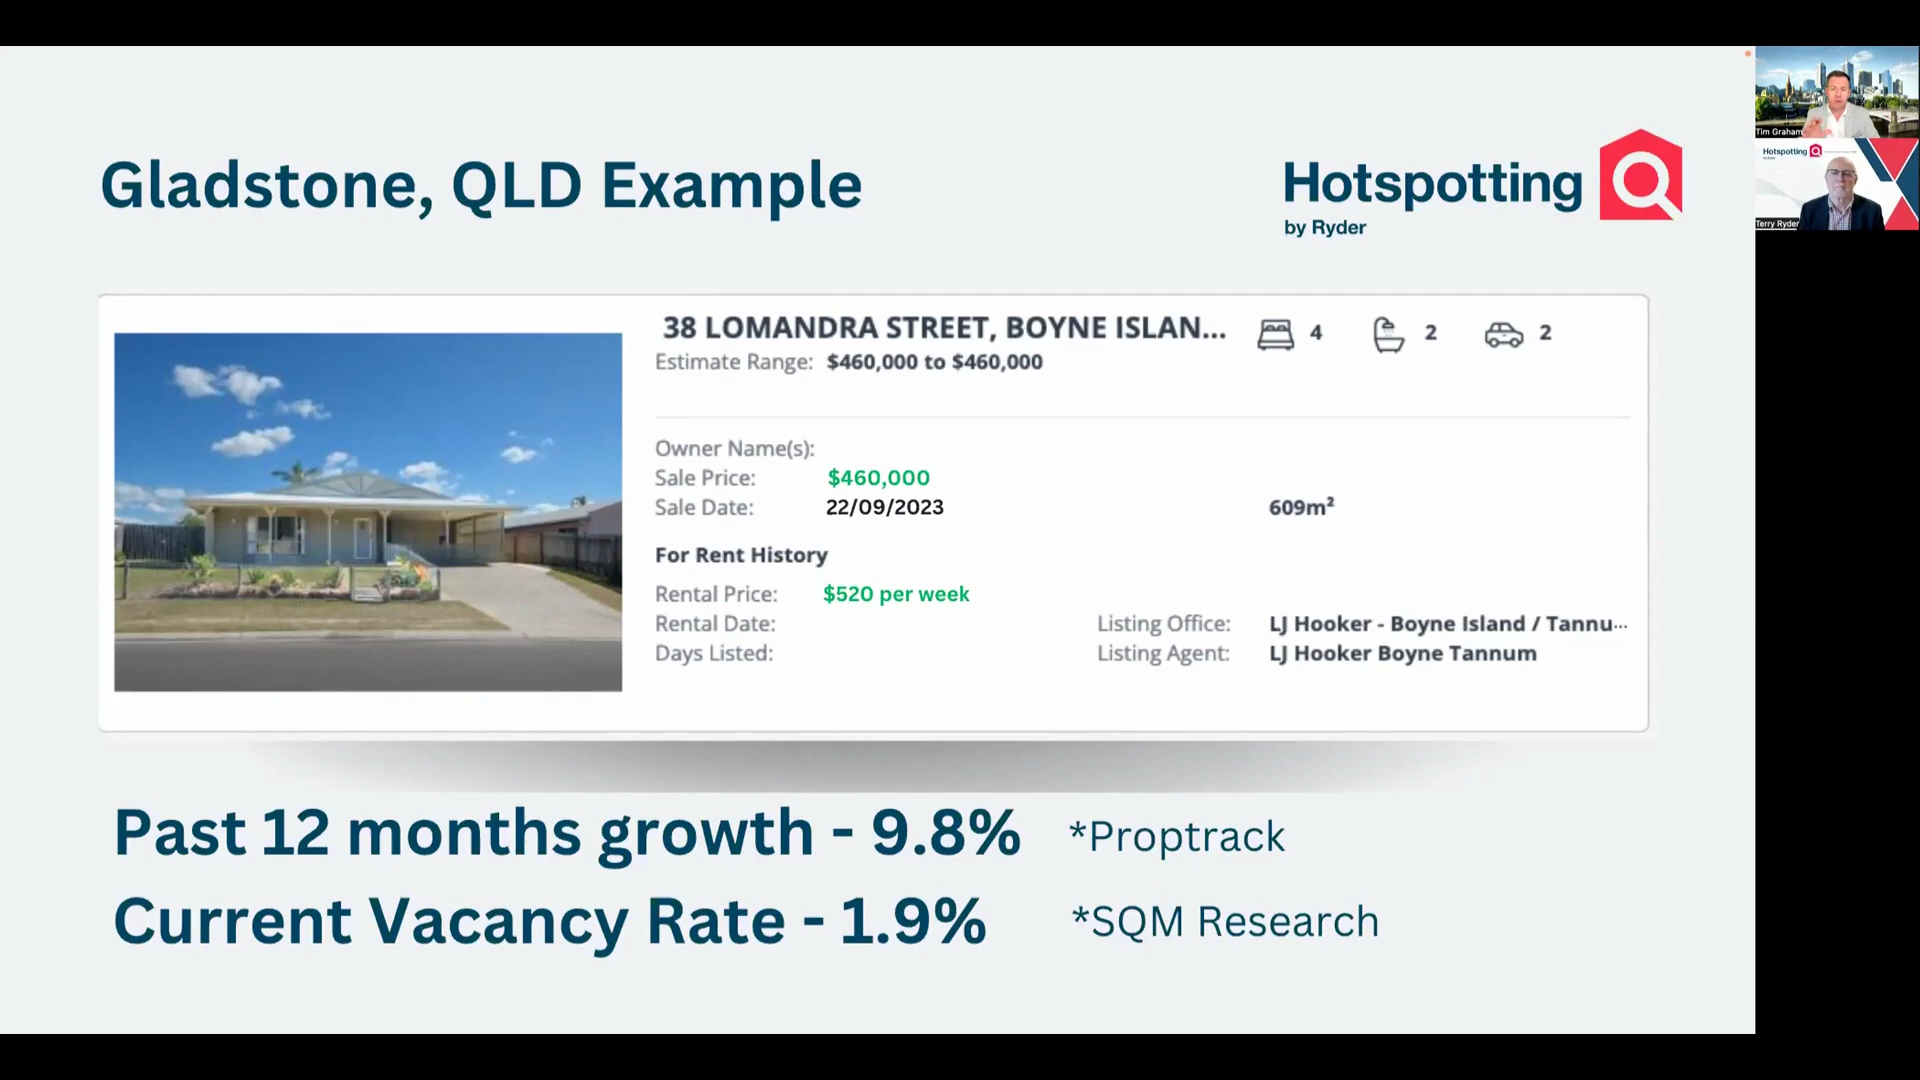 Gladstone, QLD Example
Hotspotting
by Ryder
38 LOMANDRA STREET, BOYNE ISLAN...
4
2
2
Estimate Range: $460,000 to $460,000
Owner Name(s):
Sale Price: $460,000
Sale Date: 22/09/2023
609m²
For Rent History
Rental Price: $520 per week
Rental Date:
Listing Office: LJ Hooker - Boyne Island / Tannu...
Days Listed:
Listing Agent: LJ Hooker Boyne Tannum
Past 12 months growth - 9.8% *Proptrack
Current Vacancy Rate - 1.9% *SQM Research
Tim Graham
Hotspotting
by Ryder
Terry Ryder